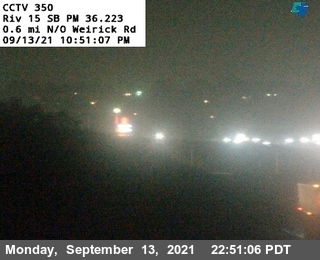 CCTV 350
Riv 15 SB PM 36.223
0.6 mi N/O Weirick Rd
09/13/21 10:51:07 PM
Monday, September 13, 2021 22:51:06 PDT